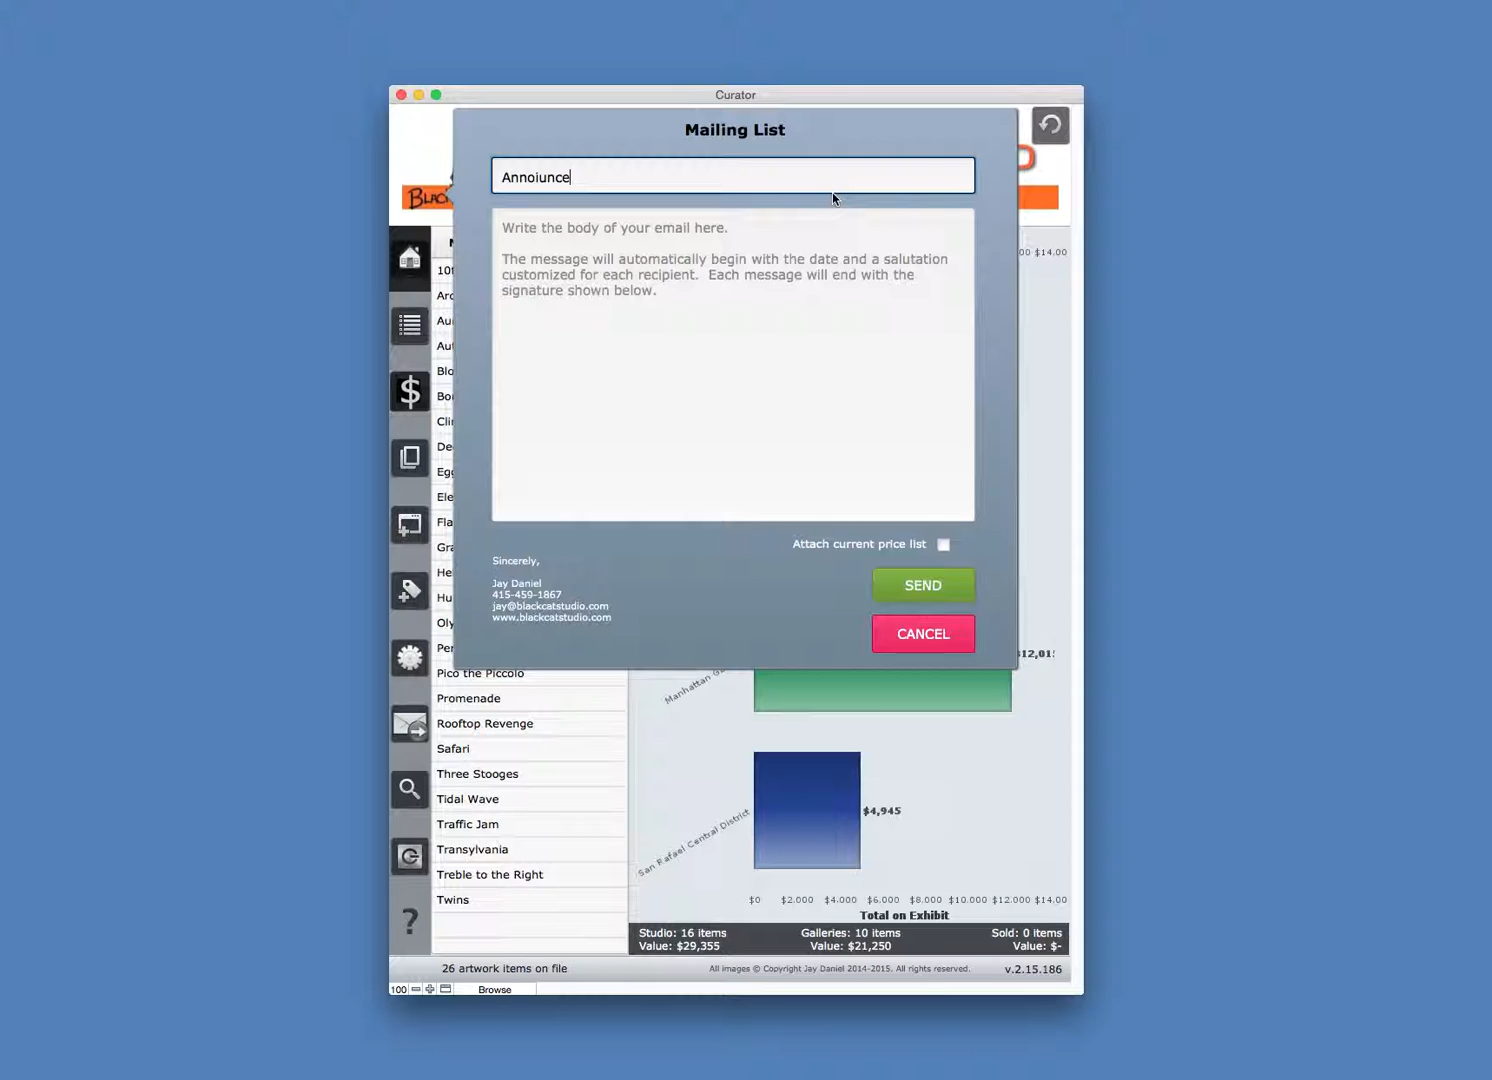 Curator
Mailing List
Annoiunce
Write the body of your email here.
The message will automatically begin with the date and a salutation
customized for each recipient.  Each message will end with the
signature shown below.
Attach current price list
Sincerely,
Jay Daniel
415-459-1867
jay@blackcatstudio.com
www.blackcatstudio.com
SEND
CANCEL
$14.00
Pico the Piccolo
Promenade
Rooftop Revenge
Safari
Three Stooges
Tidal Wave
Traffic Jam
Transylvania
Treble to the Right
Twins
Manhattan
San Rafael Central District
$4,945
$0 $2.000 $4.000 $6.000 $8.000 $10.000 $12.000 $14.00
Total on Exhibit
Studio: 16 items Galleries: 10 items Sold: 0 items
Value: $29,355 Value: $21,250 Value: $-
26 artwork items on file
All images © Copyright Jay Daniel 2014-2015. All rights reserved.
v.2.15.186
100
Browse